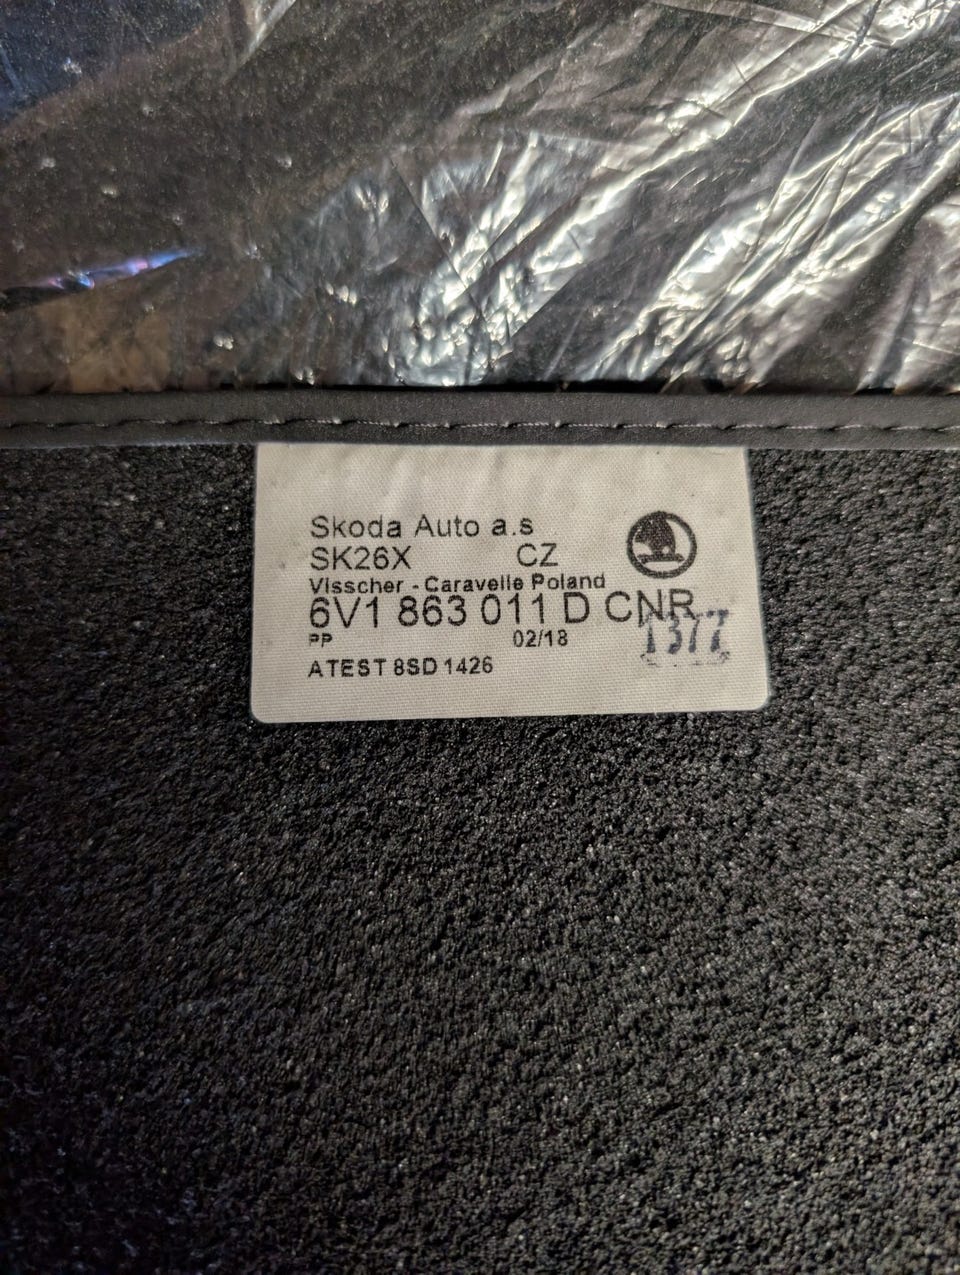 Skoda Auto a.s
SK26X CZ
Visscher - Caravelle Poland
6V1 863 011 D CNR
PP 02/18 1377
ATEST 8SD 1426